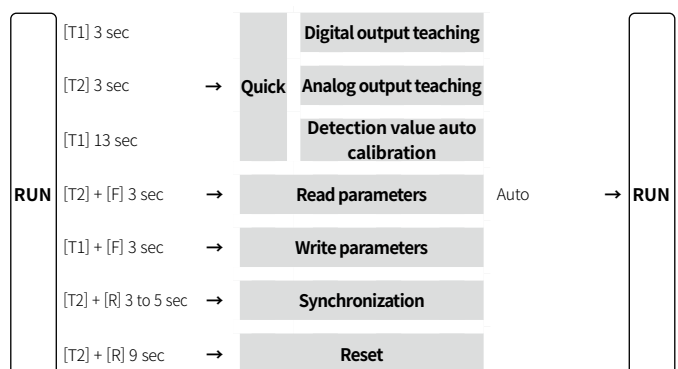 [T1] 3 sec
Digital output teaching
[T2] 3 sec → Quick Analog output teaching
[T1] 13 sec
Detection value auto
calibration
RUN [T2] + [F] 3 sec → Read parameters Auto → RUN
[T1] + [F] 3 sec → Write parameters
[T2] + [R] 3 to 5 sec → Synchronization
[T2] + [R] 9 sec → Reset